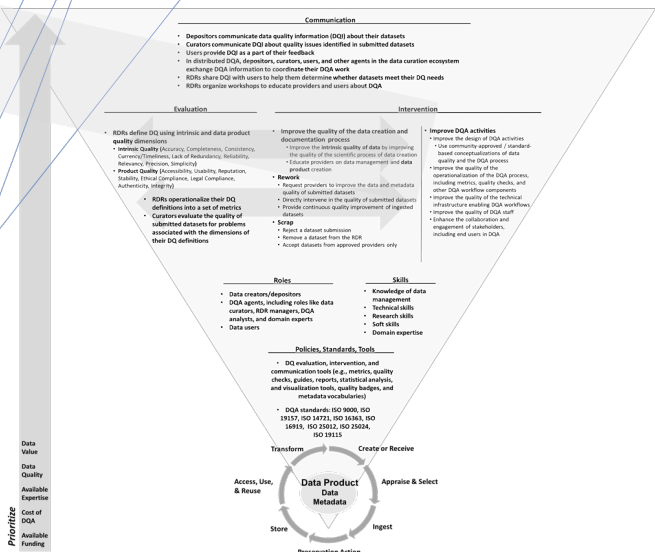 Communication
• Depositors communicate data quality information (DQI) about their datasets
• Curators communicate DQI about quality issues identified in submitted datasets
• Users provide DQI as a part of their feedback
• In distributed DQA, depositors, curators, users, and other agents in the data curation ecosystem
exchange DQA information to coordinate their DQA work
• RDRs share DQI with users to help them determine whether datasets meet their DQ needs
• RDRs organize workshops to educate providers and users about DQA
Evaluation
• RDRs define DQ using intrinsic and data product
quality dimensions
• Intrinsic Quality {Accuracy, Completeness, Consistency,
Currency/Timeliness, Lack of Redundancy, Reliability,
Relevancy, Precision, Simplicity}
• Product Quality {Accessibility, Usability, Reputation,
Stability, Ethical Compliance, Legal Compliance,
Authenticity, Integrity}
• RDRs operationalize their DQ
definitions into a set of metrics
• Curators evaluate the quality of
submitted datasets for problems
associated with the dimensions of
their DQ definitions
Intervention
• Improve the quality of the data creation and
documentation process
• Improve the Intrinsic quality of data by improving
the quality of the scientific process of data creation
• Educate providers on data management and data
product creation
• Rework
• Request providers to improve the data and metadata
quality of submitted datasets
• Directly intervene in the quality of submitted datasets
• Provide continuous quality improvement of ingested
datasets
• Scrap
• Reject a dataset submission
• Remove a dataset from the RDR
• Accept datasets from approved providers only
• Improve DQA activities
• Improve the design of DQA activities
• Use community-approved / standard-
based conceptualizations of data
quality and the DQA process
• Improve the quality of the
operationalization of the DQA process,
including metrics, quality checks, and
other DQA workflow components
• Improve the quality of the technical
infrastructure enabling DQA workflows
• Improve the quality of DQA staff
• Enhance the collaboration and
engagement of stakeholders,
including end users in DQA
Roles
• Data creators/depositors
• DQA agents, including roles like data
curators, RDR managers, DQA
analysts, and domain experts
• Data users
Skills
• Knowledge of data
management
• Technical skills
• Research skills
• Soft skills
• Domain expertise
Policies, Standards, Tools
• DQ evaluation, intervention, and
communication tools (e.g., metrics, quality
checks, guides, reports, statistical analysis,
and visualization tools, quality badges, and
metadata vocabularies)
• DQA standards: ISO 9000, ISO
19157, ISO 14721, ISO 16363, ISO
16919, ISO 25012, ISO 25024,
ISO 19115
Transform
Create or Receive
Access, Use,
& Reuse
Appraise & Select
Data Product
Data
Metadata
Store
Ingest
Preservation Action
Prioritize
Data
Value
Data
Quality
Available
Expertise
Cost of
DQA
Available
Funding